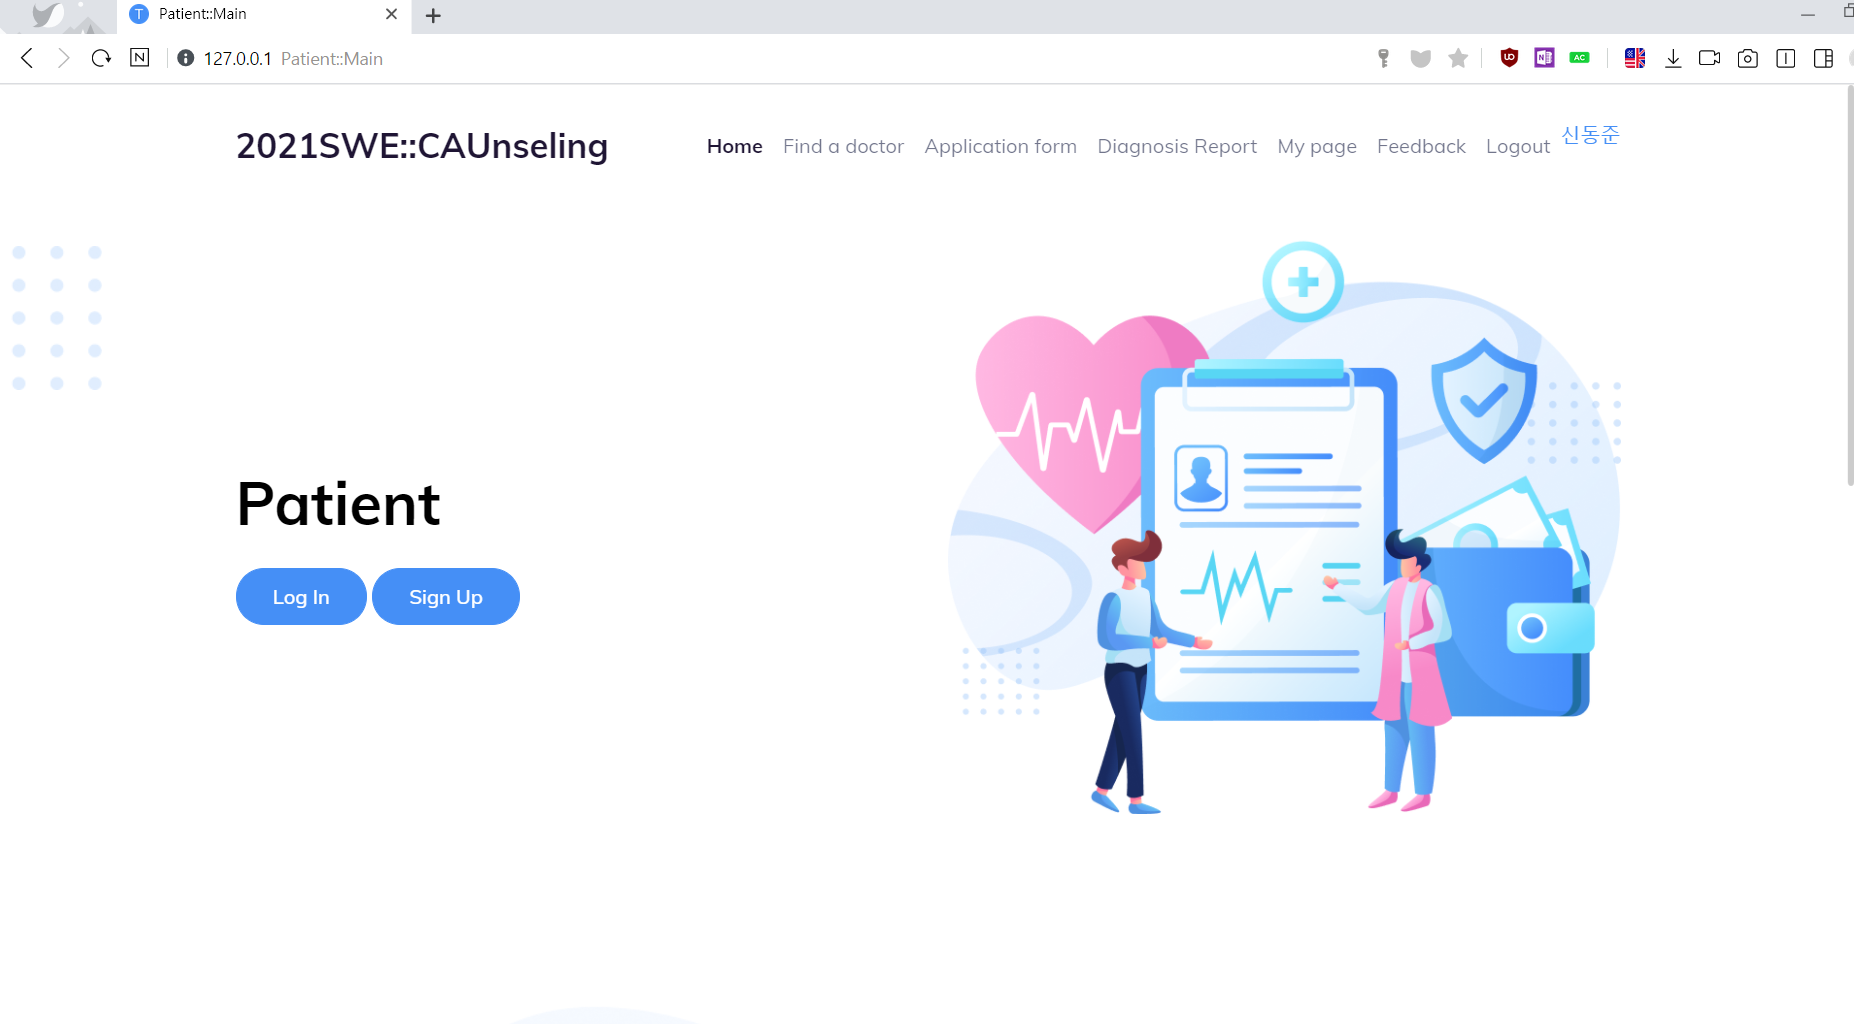 Patient::Main
127.0.0.1 Patient::Main
2021SWE::CAUnseling
Home Find a doctor Application form Diagnosis Report My page Feedback Logout 신동준
Patient
Log In Sign Up